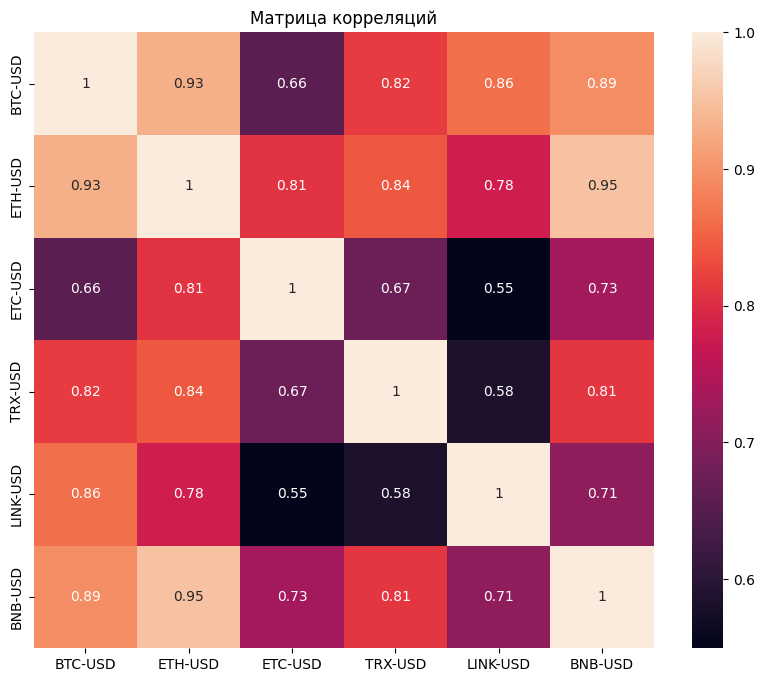 Матрица корреляций
BTC-USD 1 0.93 0.66 0.82 0.86 0.89
ETH-USD 0.93 1 0.81 0.84 0.78 0.95
ETC-USD 0.66 0.81 1 0.67 0.55 0.73
TRX-USD 0.82 0.84 0.67 1 0.58 0.81
LINK-USD 0.86 0.78 0.55 0.58 1 0.71
BNB-USD 0.89 0.95 0.73 0.81 0.71 1
BTC-USD ETH-USD ETC-USD TRX-USD LINK-USD BNB-USD
1.0
0.9
0.8
0.7
0.6